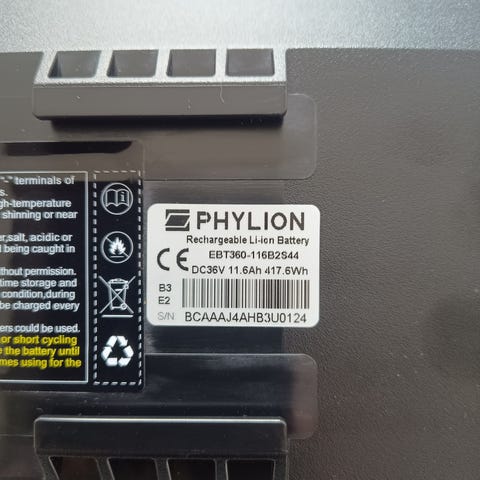 "-" terminals of
s.
gh-temperature
shinning or near
er,salt, acidic or
d being caught in
without permission.
time storage and
condition,during
be charged every
ers could be used.
or short cycling
e the battery until
mes using for the
PHYLION
Rechargeable Li-ion Battery
CE EBT360-116B2S44
DC36V 11.6Ah 417.6Wh
B3
E2
S/N BCAAAJ4AHB3U0124